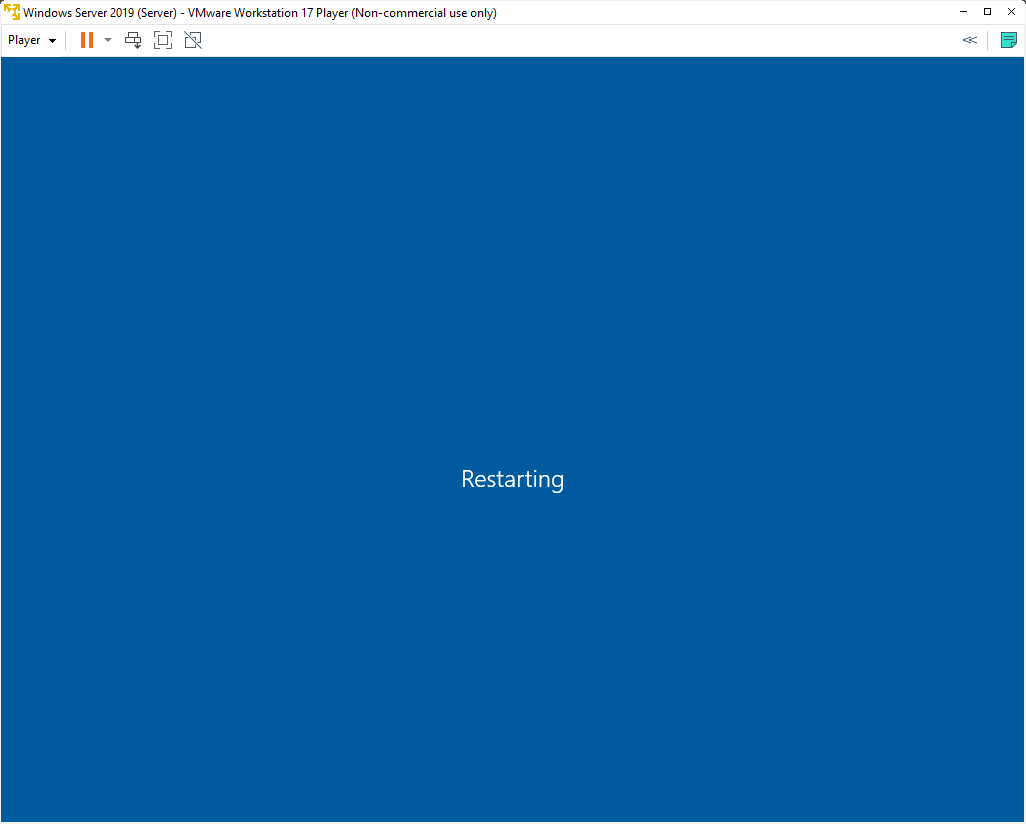 Windows Server 2019 (Server) - VMware Workstation 17 Player (Non-commercial use only)
Player
Restarting